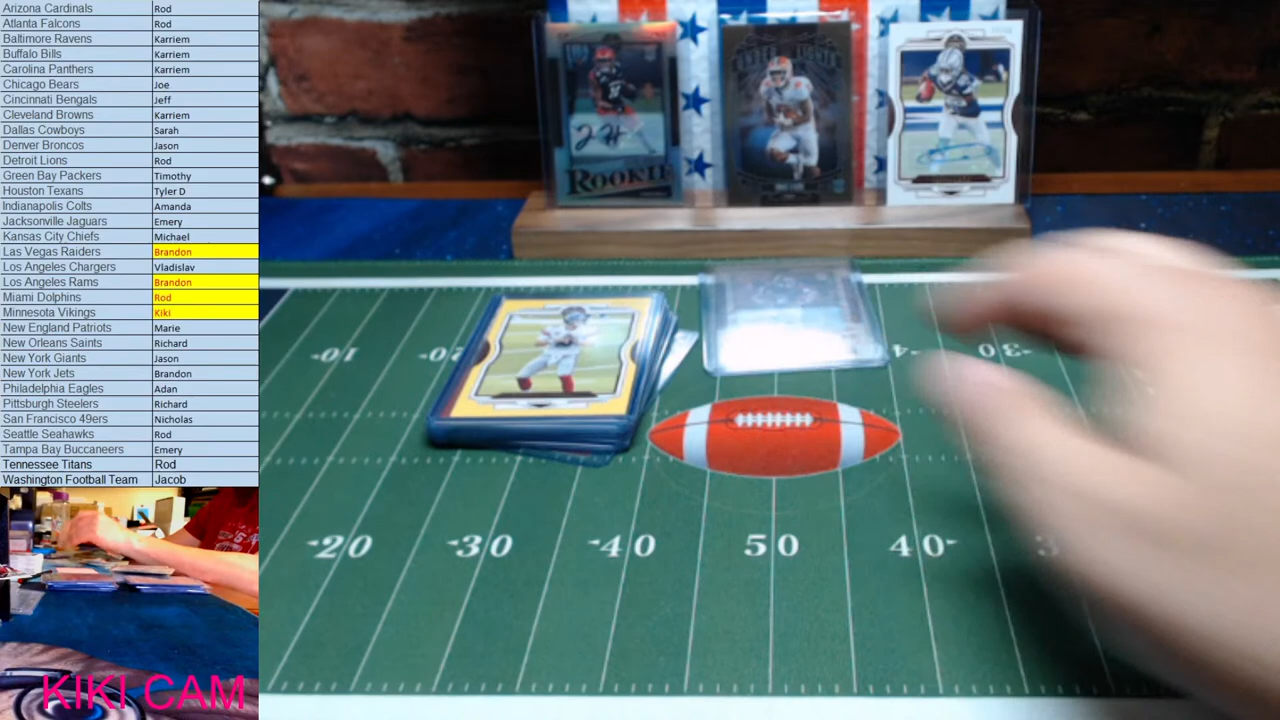 Arizona Cardinals Rod
Atlanta Falcons Rod
Baltimore Ravens Karriem
Buffalo Bills Karriem
Carolina Panthers Karriem
Chicago Bears Joe
Cincinnati Bengals Jeff
Cleveland Browns Karriem
Dallas Cowboys Sarah
Denver Broncos Jason
Detroit Lions Rod
Green Bay Packers Timothy
Houston Texans Tyler D
Indianapolis Colts Amanda
Jacksonville Jaguars Emery
Kansas City Chiefs Michael
Las Vegas Raiders Brandon
Los Angeles Chargers Vladislav
Los Angeles Rams Brandon
Miami Dolphins Rod
Minnesota Vikings Kiki
New England Patriots Marie
New Orleans Saints Richard
New York Giants Jason
New York Jets Brandon
Philadelphia Eagles Adan
Pittsburgh Steelers Richard
San Francisco 49ers Nicholas
Seattle Seahawks Rod
Tampa Bay Buccaneers Emery
Tennessee Titans Rod
Washington Football Team Jacob
KIKI CAM
ROOKIE
20 30 40 50 40